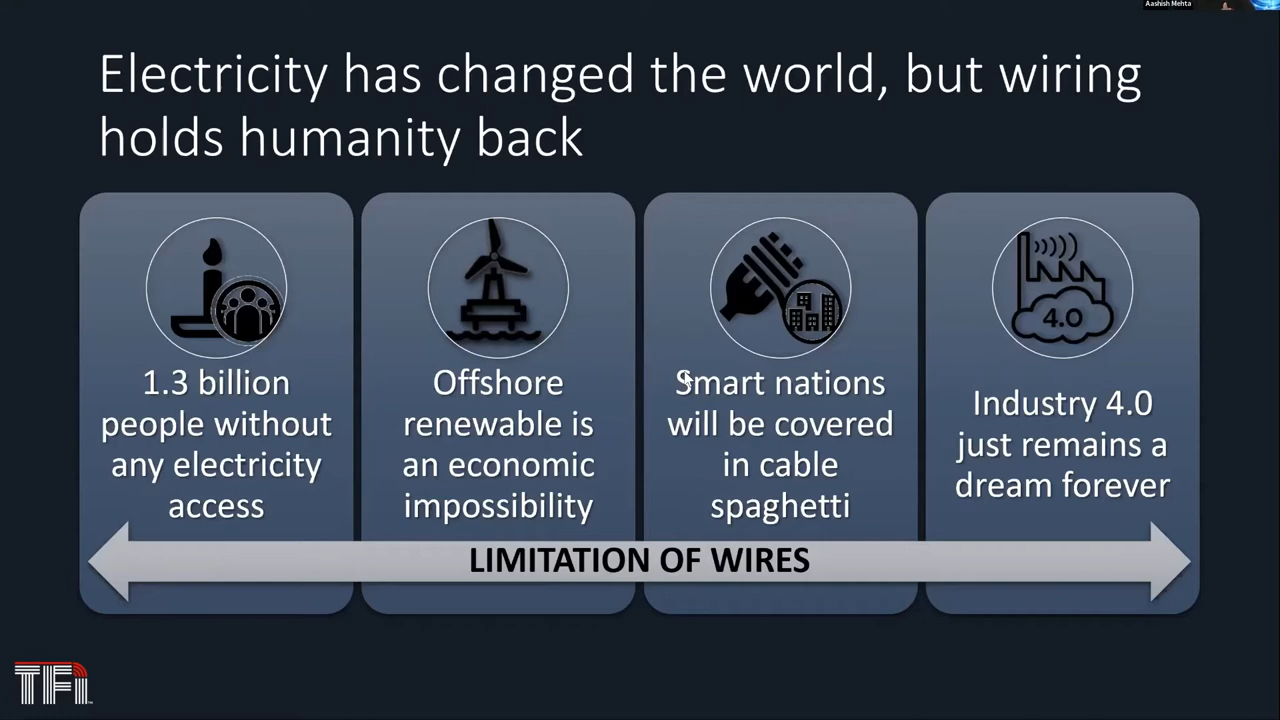 Aashish Mehta
Electricity has changed the world, but wiring
holds humanity back
4.0
1.3 billion
people without
any electricity
access
Offshore
renewable is
an economic
impossibility
Smart nations
will be covered
in cable
spaghetti
Industry 4.0
just remains a
dream forever
LIMITATION OF WIRES
TFi